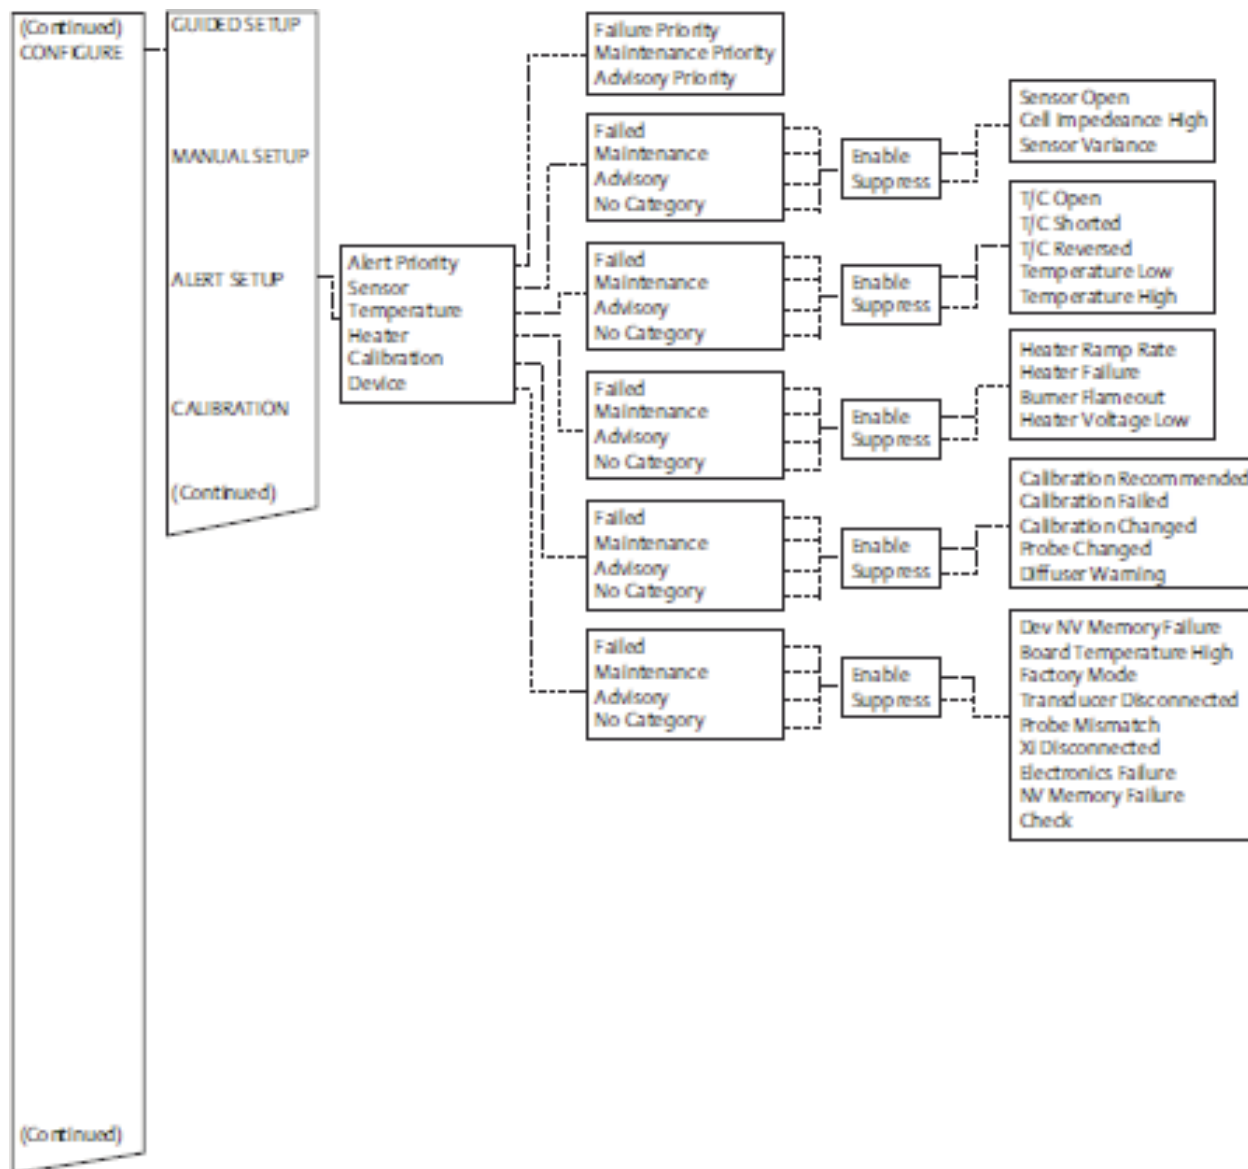 (Continued)
CONFIGURE
GUIDED SETUP
MANUAL SETUP
ALERT SETUP
CALIBRATION
(Continued)
Alert Priority
Sensor
Temperature
Heater
Calibration
Device
Failure Priority
Maintenance Priority
Advisory Priority
Failed
Maintenance
Advisory
No Category
Enable
Suppress
Sensor Open
Cell Impedeance High
Sensor Variance
Failed
Maintenance
Advisory
No Category
Enable
Suppress
T/C Open
T/C Shorted
T/C Reversed
Temperature Low
Temperature High
Failed
Maintenance
Advisory
No Category
Enable
Suppress
Heater Ramp Rate
Heater Failure
Burner Flameout
Heater Voltage Low
Failed
Maintenance
Advisory
No Category
Enable
Suppress
Calibration Recommended
Calibration Failed
Calibration Changed
Probe Changed
Diffuser Warning
Failed
Maintenance
Advisory
No Category
Enable
Suppress
Dev NV Memory Failure
Board Temperature High
Factory Mode
Transducer Disconnected
Probe Mismatch
XI Disconnected
Electronics Failure
NV Memory Failure
Check
(Continued)